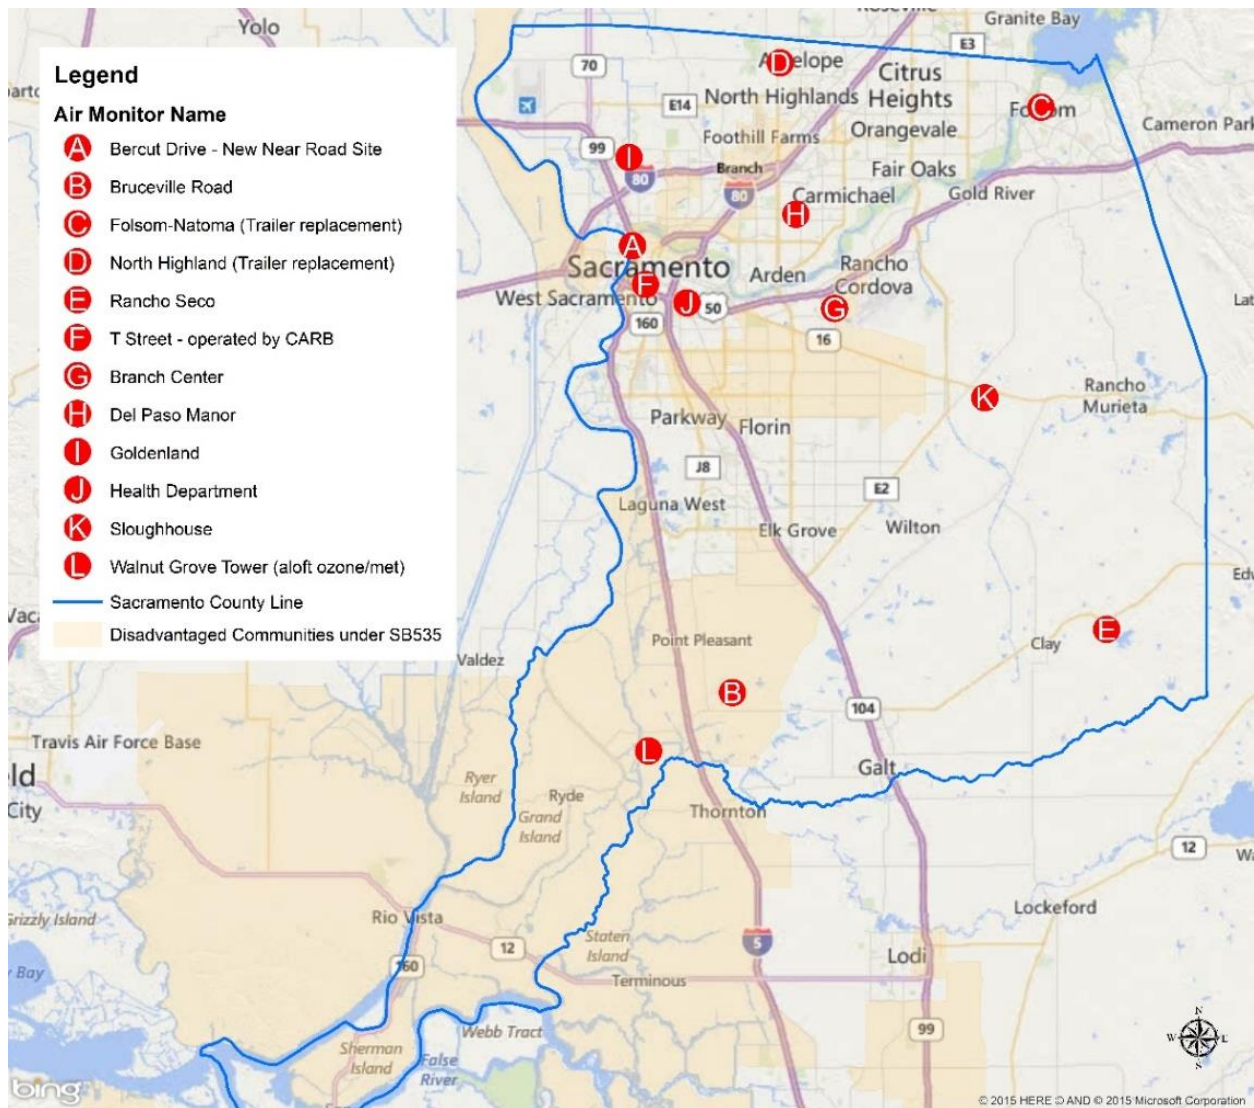 Legend
Air Monitor Name
A Bercut Drive - New Near Road Site
B Bruceville Road
C Folsom-Natoma (Trailer replacement)
D North Highland (Trailer replacement)
E Rancho Seco
F T Street - operated by CARB
G Branch Center
H Del Paso Manor
I Goldenland
J Health Department
K Sloughhouse
L Walnut Grove Tower (aloft ozone/met)
Sacramento County Line
Disadvantaged Communities under SB535
Yolo
Granite Bay
E3
70
D
Citrus
Heights
E14
North Highlands
C
Cameron Park
Foothill Farms
Orangevale
99
I
80
Branch
Fair Oaks
80
Carmichael
Gold River
H
A
Sacramento
Arden
Rancho
Cordova
F
West Sacramento
J
50
G
160
16
K
Rancho
Murieta
Parkway
Florin
J8
E2
Laguna West
Elk Grove
Wilton
E
Clay
Point Pleasant
Valdez
B
104
Travis Air Force Base
L
Galt
Ryer
Island
Ryde
Grand
Island
Thornton
City
12
Rio Vista
Lockeford
Grizzly Island
12
Staten
Island
5
Lodi
160
Bay
Terminous
Webb Tract
99
Sherman
Island
False
River
N
W
S
bing
© 2015 HERE © AND © 2015 Microsoft Corporation